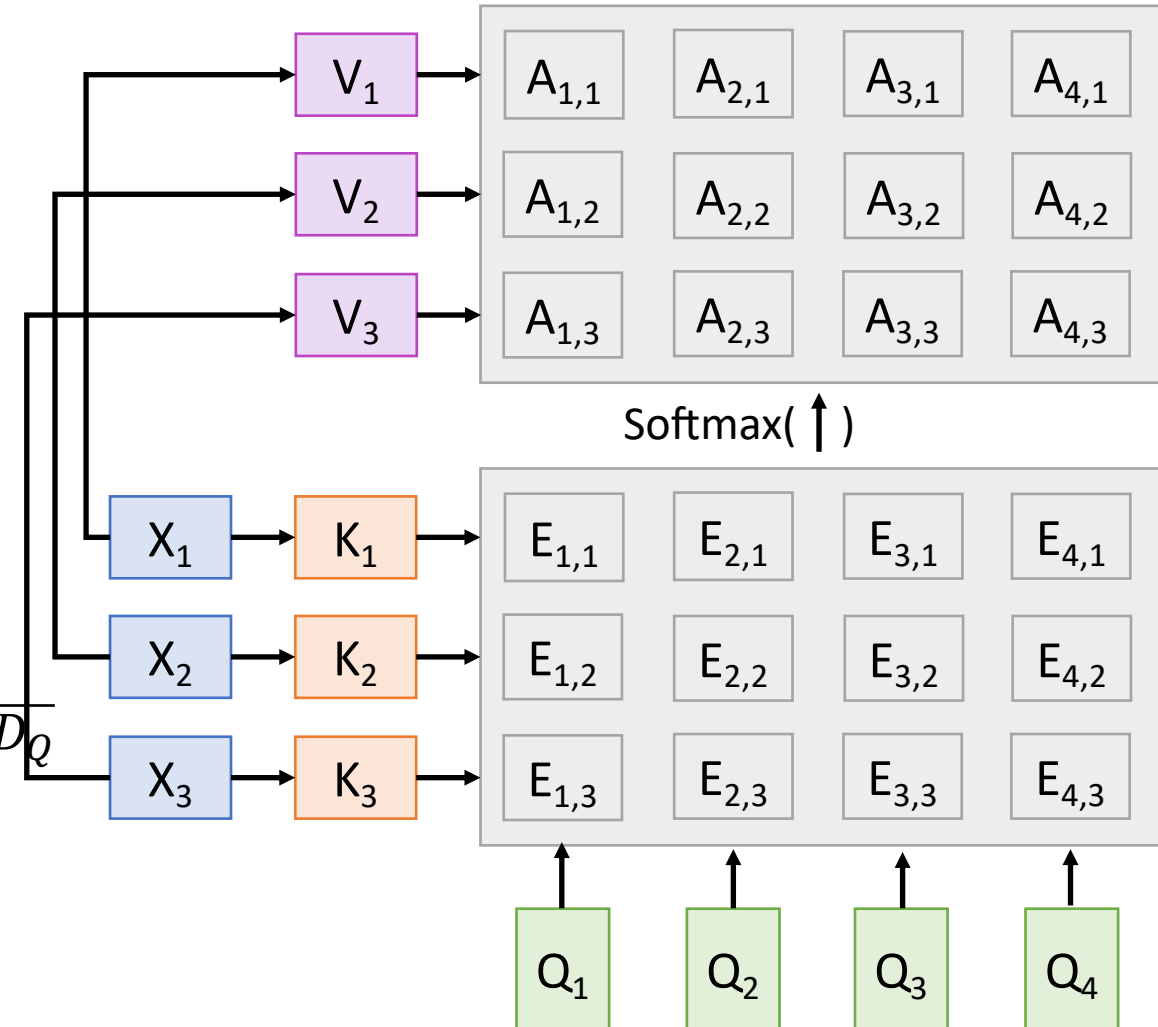 V₁ A₁,₁ A₂,₁ A₃,₁ A₄,₁
V₂ A₁,₂ A₂,₂ A₃,₂ A₄,₂
V₃ A₁,₃ A₂,₃ A₃,₃ A₄,₃
Softmax( ↑ )
X₁ K₁ E₁,₁ E₂,₁ E₃,₁ E₄,₁
X₂ K₂ E₁,₂ E₂,₂ E₃,₂ E₄,₂
D_Q
X₃ K₃ E₁,₃ E₂,₃ E₃,₃ E₄,₃
Q₁ Q₂ Q₃ Q₄